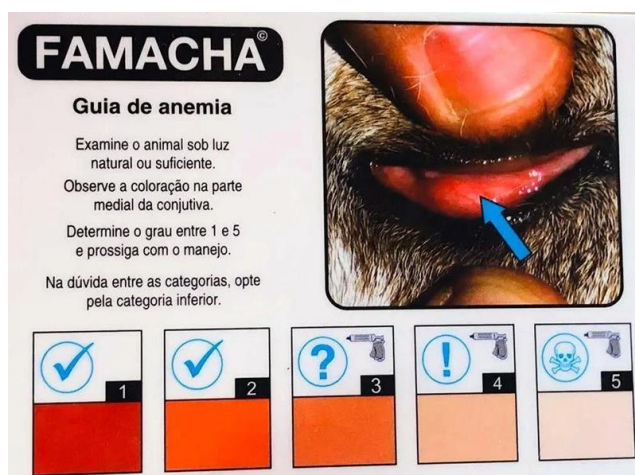 FAMACHA©
Guia de anemia
Examine o animal sob luz
natural ou suficiente.
Observe a coloração na parte
medial da conjutiva.
Determine o grau entre 1 e 5
e prossiga com o manejo.
Na dúvida entre as categorias, opte
pela categoria inferior.
? !
1 2 3 4 5